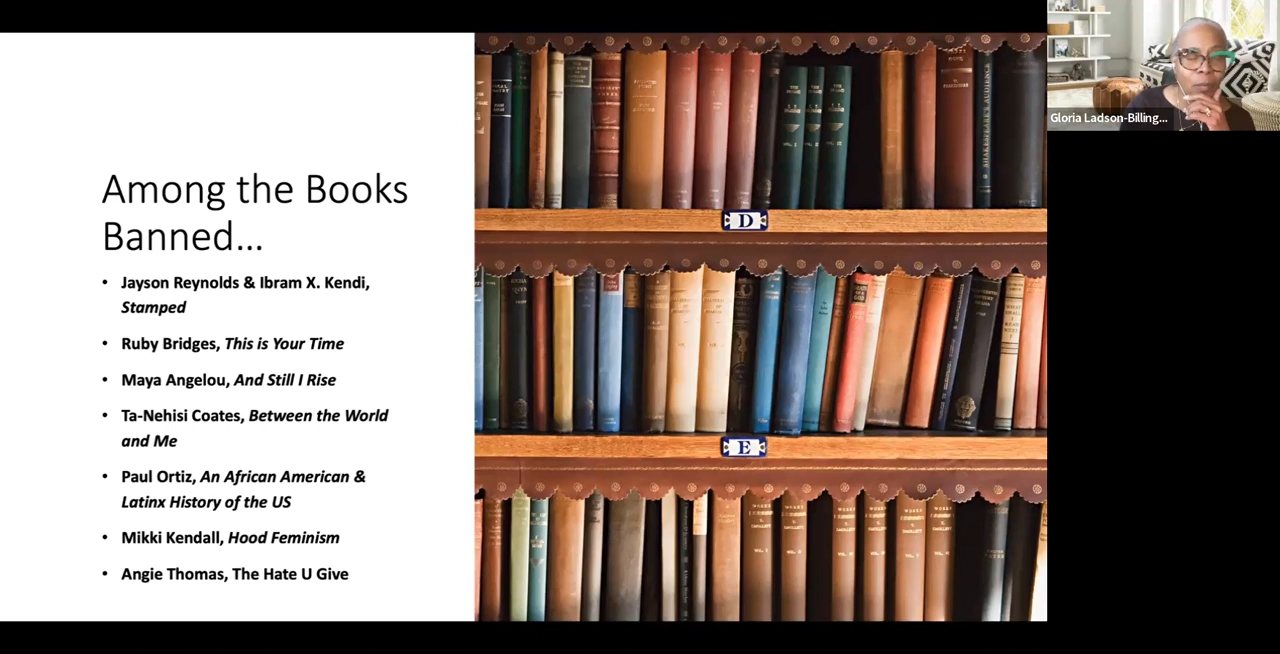 Among the Books
Banned...
• Jayson Reynolds & Ibram X. Kendi,
Stamped
• Ruby Bridges, This is Your Time
• Maya Angelou, And Still I Rise
• Ta-Nehisi Coates, Between the World
and Me
• Paul Ortiz, An African American &
Latinx History of the US
• Mikki Kendall, Hood Feminism
• Angie Thomas, The Hate U Give
D
E
Gloria Ladson-Billing...